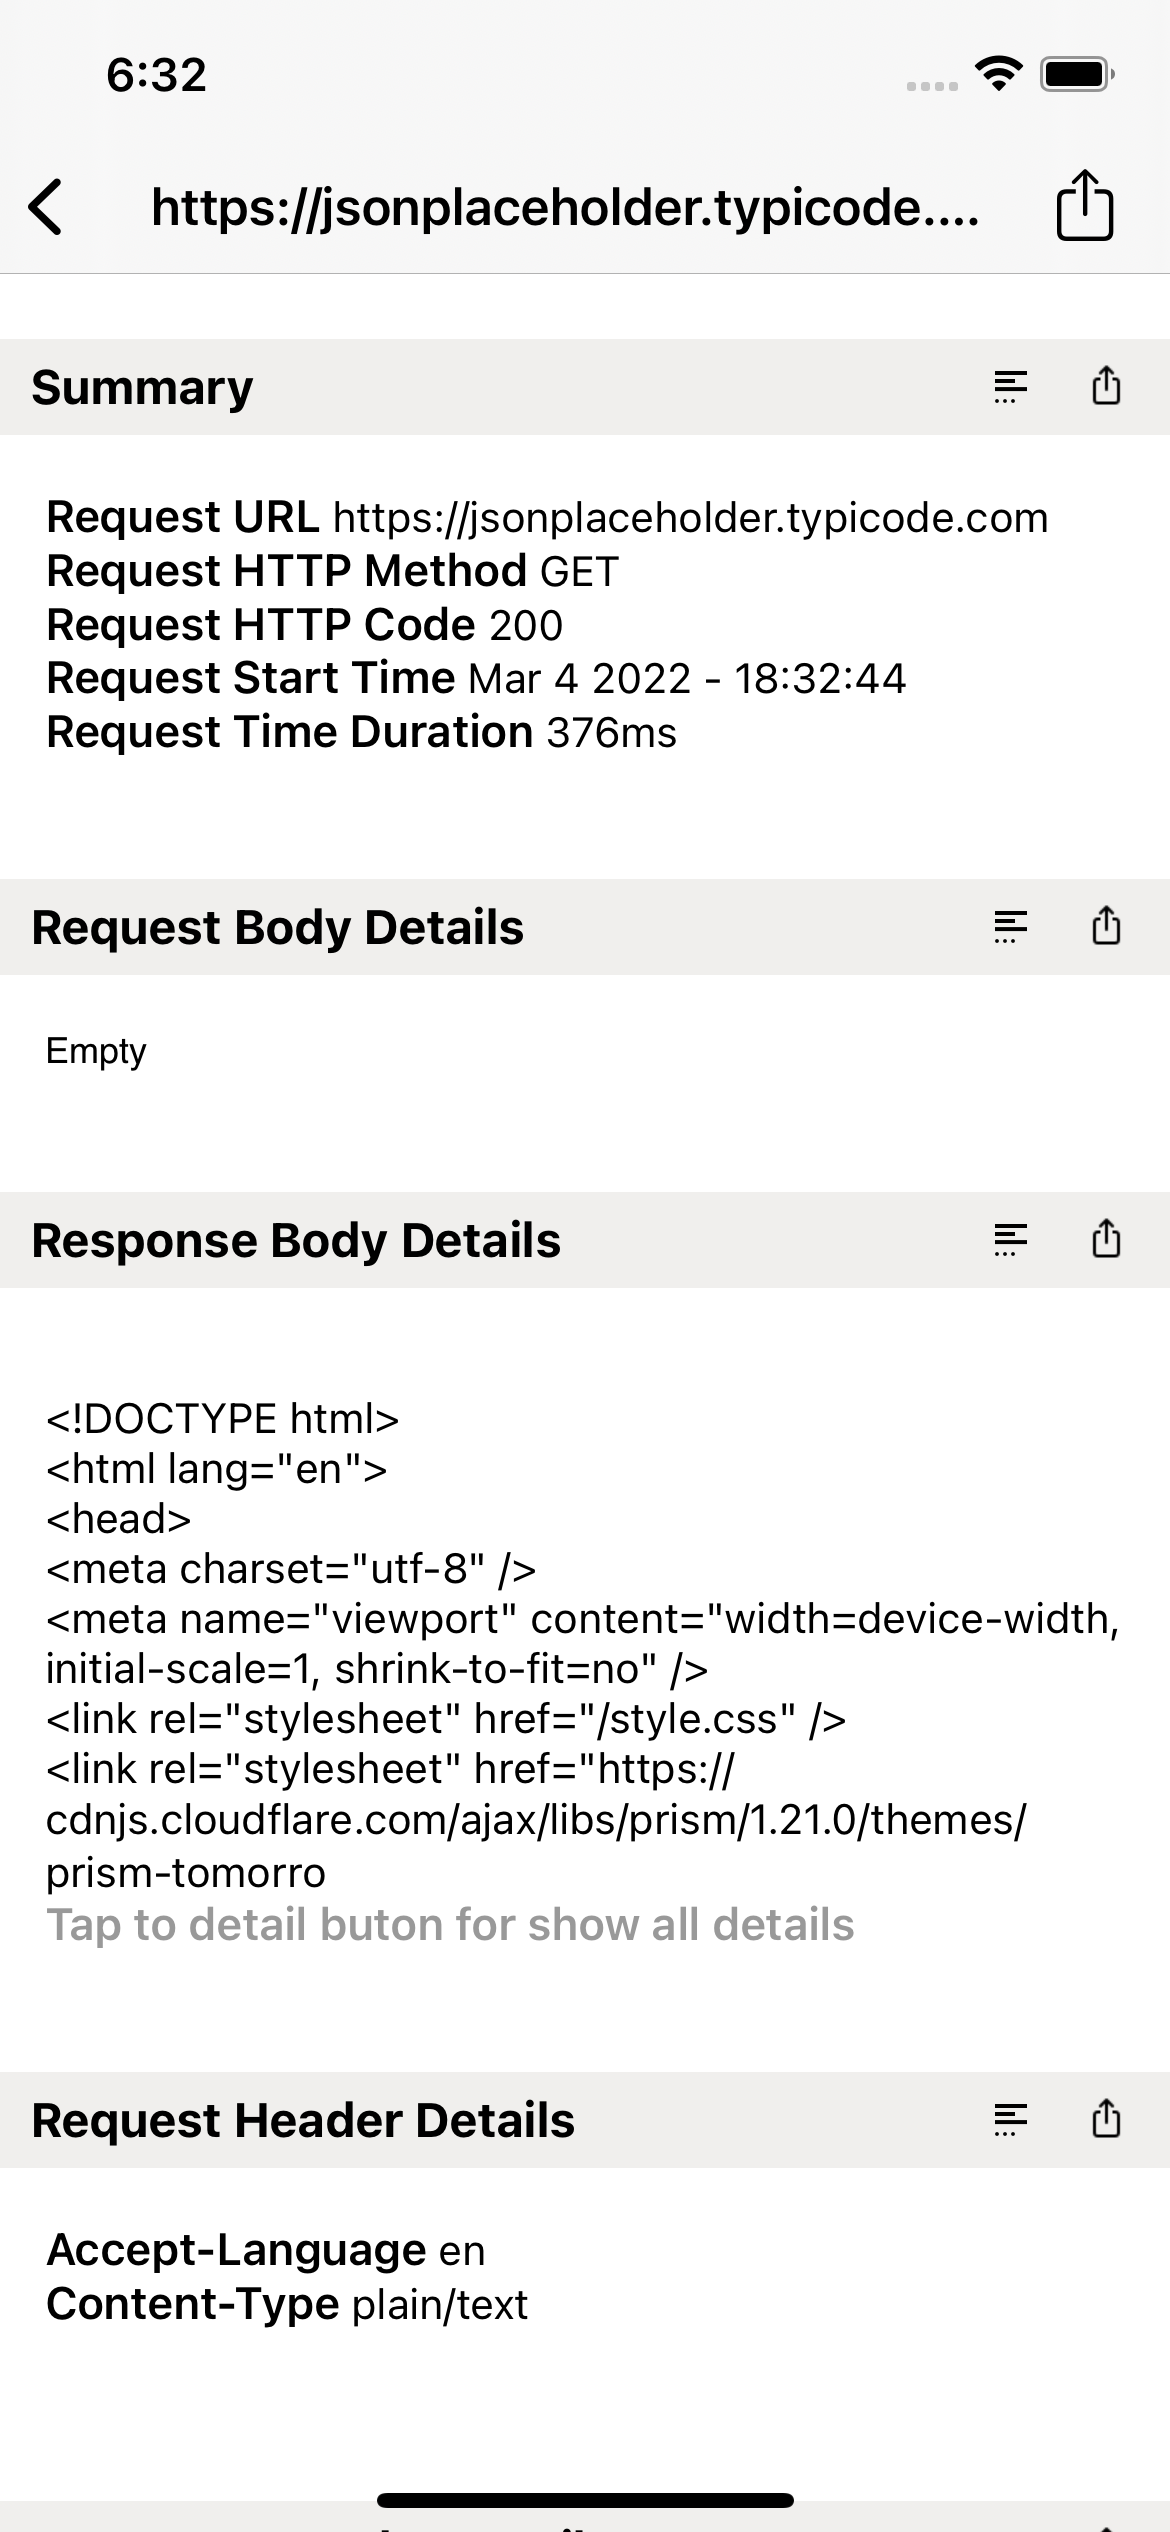 6:32
https://jsonplaceholder.typicode....
Summary
Request URL https://jsonplaceholder.typicode.com
Request HTTP Method GET
Request HTTP Code 200
Request Start Time Mar 4 2022 - 18:32:44
Request Time Duration 376ms
Request Body Details
Empty
Response Body Details
<!DOCTYPE html>
<html lang="en">
<head>
<meta charset="utf-8" />
<meta name="viewport" content="width=device-width,
initial-scale=1, shrink-to-fit=no" />
<link rel="stylesheet" href="/style.css" />
<link rel="stylesheet" href="https://
cdnjs.cloudflare.com/ajax/libs/prism/1.21.0/themes/
prism-tomorro
Tap to detail buton for show all details
Request Header Details
Accept-Language en
Content-Type plain/text